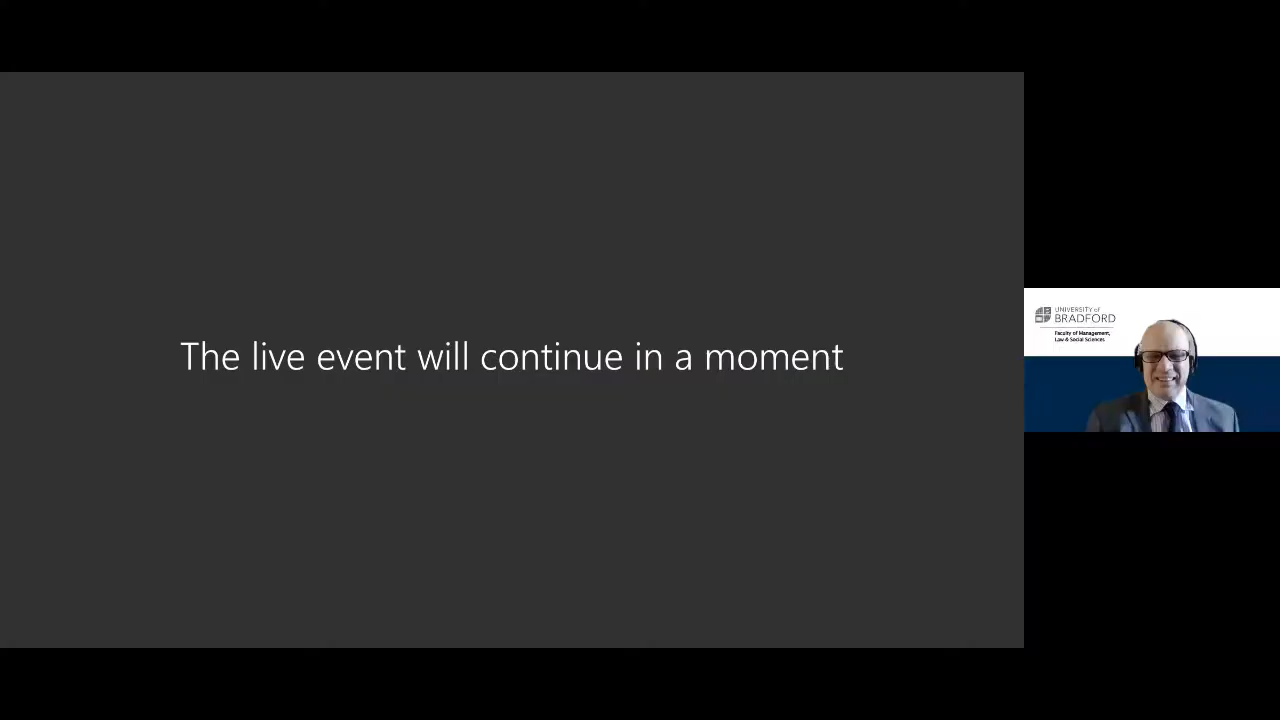 The live event will continue in a moment
UNIVERSITY of
BRADFORD
Faculty of Management,
Law & Social Sciences